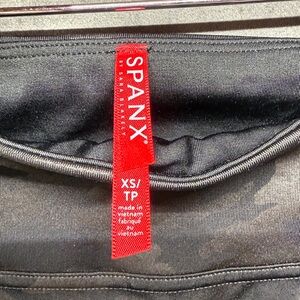 SPANX®
BY SARA BLAKELY
XS/
TP
made in
vietnam
fabriqué
au
vietnam